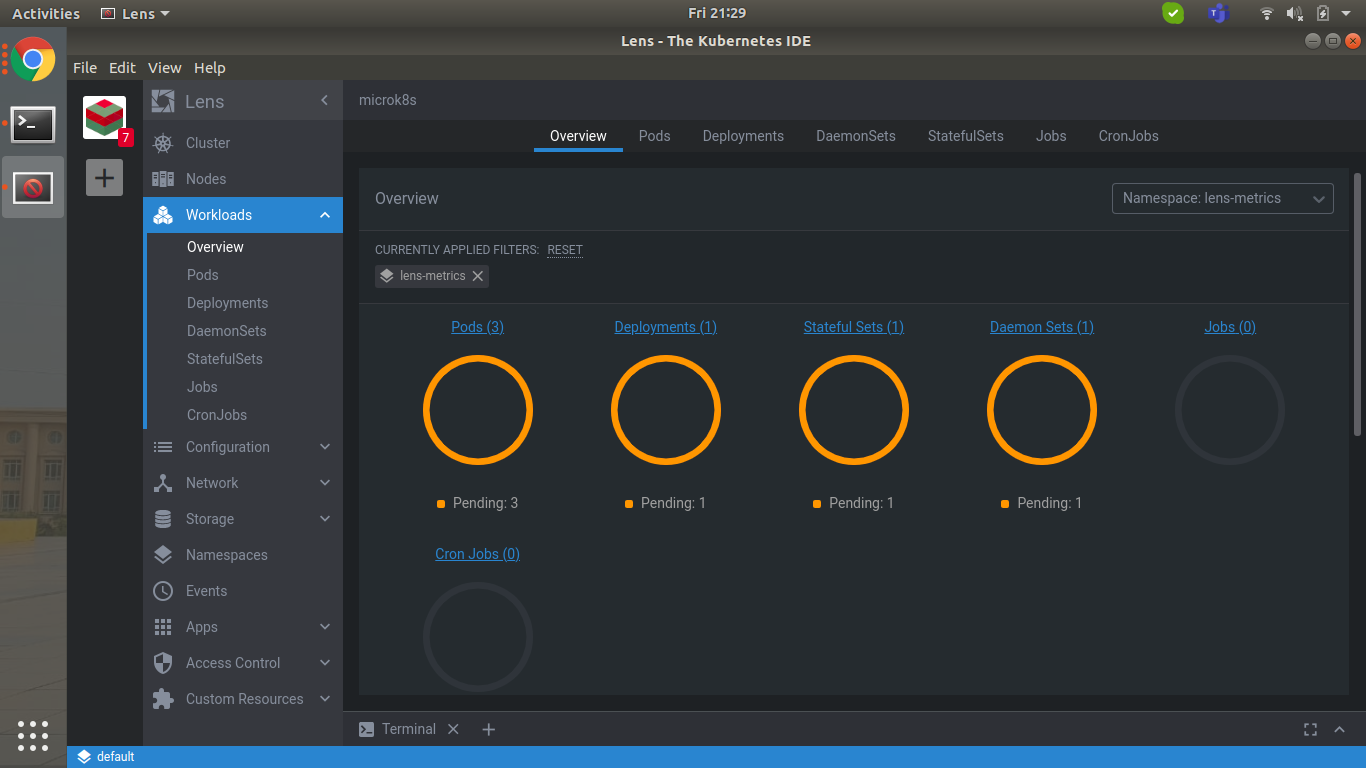 Activities Lens Fri 21:29
Lens - The Kubernetes IDE
File Edit View Help
7
Lens
Cluster
Nodes
Workloads
Overview
Pods
Deployments
DaemonSets
StatefulSets
Jobs
CronJobs
Configuration
Network
Storage
Namespaces
Events
Apps
Access Control
Custom Resources
microk8s
Overview Pods Deployments DaemonSets StatefulSets Jobs CronJobs
Overview Namespace: lens-metrics
CURRENTLY APPLIED FILTERS: RESET
lens-metrics
Pods (3) Deployments (1) Stateful Sets (1) Daemon Sets (1) Jobs (0)
Pending: 3 Pending: 1 Pending: 1 Pending: 1
Cron Jobs (0)
Terminal
default